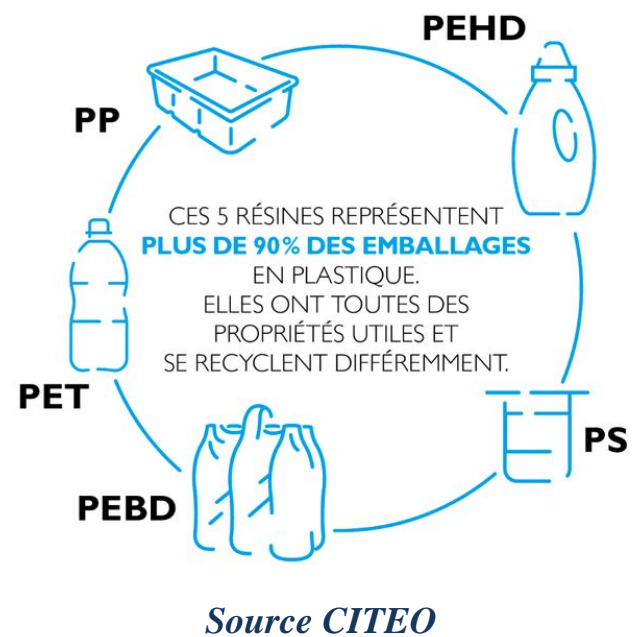 PEHD
PP
CES 5 RÉSINES REPRÉSENTENT
PLUS DE 90% DES EMBALLAGES
EN PLASTIQUE.
ELLES ONT TOUTES DES
PROPRIÉTÉS UTILES ET
SE RECYCLENT DIFFÉREMMENT.
PET
PS
PEBD
Source CITEO